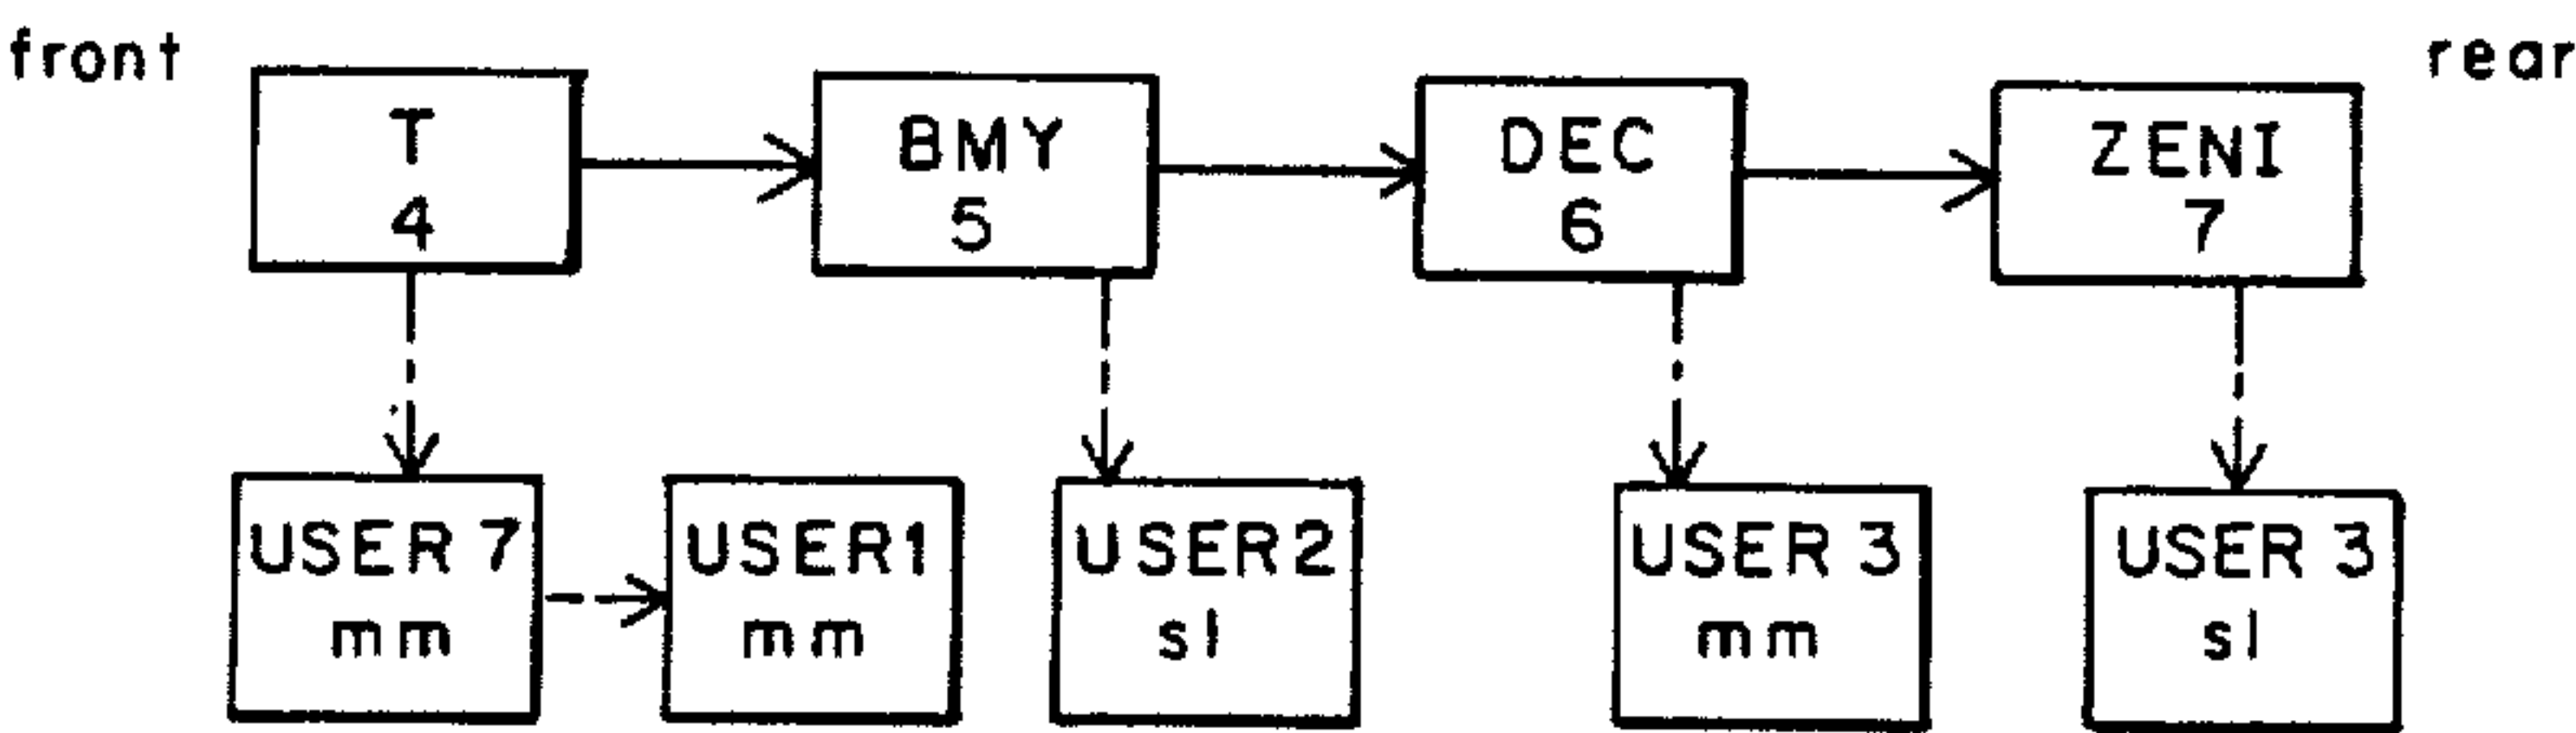 front
rear
T
4
BMY
5
DEC
6
ZENI
7
USER 7
mm
USER1
mm
USER2
sl
USER 3
mm
USER 3
sl